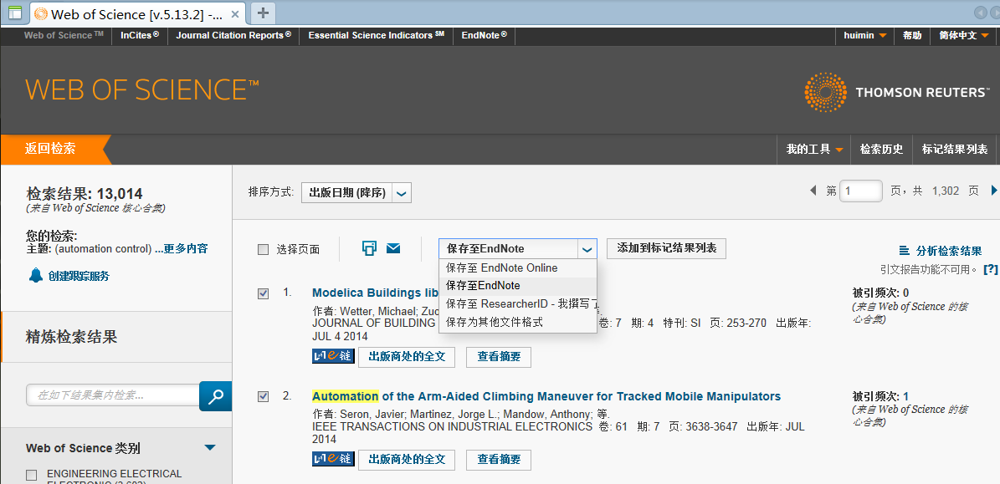 Web of Science [v.5.13.2] -...
Web of Science™ InCites® Journal Citation Reports® Essential Science Indicators℠ EndNote® huimin 帮助 简体中文
WEB OF SCIENCE™
THOMSON REUTERS™
返回检索 我的工具 检索历史 标记结果列表
检索结果: 13,014
(来自 Web of Science 核心合集)
您的检索:
主题: (automation control) ...更多内容
创建跟踪服务
精炼检索结果
在如下结果集内检索...
Web of Science 类别
ENGINEERING ELECTRICAL
ELECTRONIC (2,602)
排序方式: 出版日期 (降序) 第 1 页，共 1,302 页
选择页面 保存至EndNote 添加到标记结果列表
保存至 EndNote Online
保存至EndNote
保存至 ResearcherID - 我撰写了
保存为其他文件格式
分析检索结果
引文报告功能不可用。 [?]
1. Modelica Buildings lib
作者: Wetter, Michael; Zuo 等.
JOURNAL OF BUILDING 卷: 7 期: 4 特刊: SI 页: 253-270 出版年:
JUL 4 2014
e链 出版商处的全文 查看摘要
被引频次: 0
(来自 Web of Science 的核
心合集)
2. Automation of the Arm-Aided Climbing Maneuver for Tracked Mobile Manipulators
作者: Seron, Javier; Martinez, Jorge L.; Mandow, Anthony; 等.
IEEE TRANSACTIONS ON INDUSTRIAL ELECTRONICS 卷: 61 期: 7 页: 3638-3647 出版年: JUL
2014
e链 出版商处的全文 查看摘要
被引频次: 1
(来自 Web of Science 的核
心合集)